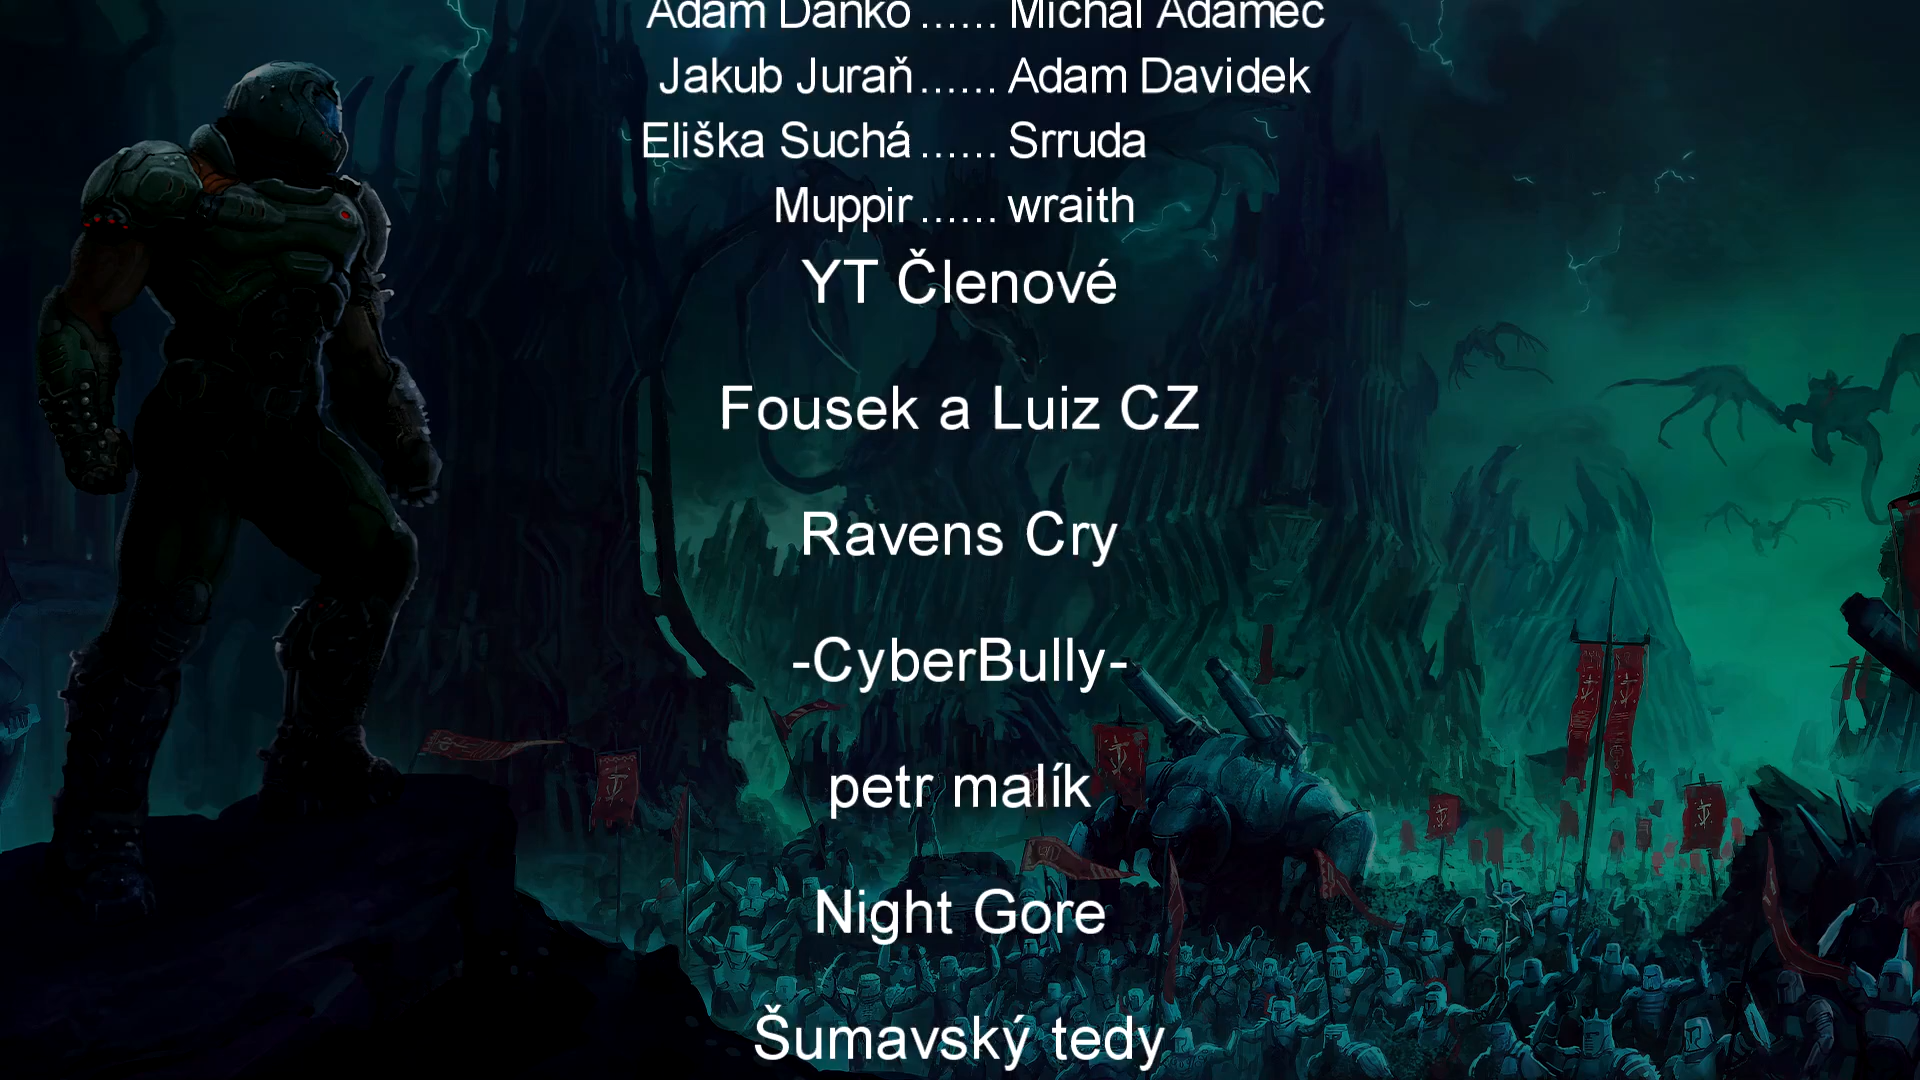 Adam Daňko ...... Michal Adamec
Jakub Juraň ...... Adam Davidek
Eliška Suchá ...... Srruda
Muppir ...... wraith
YT Členové
Fousek a Luiz CZ
Ravens Cry
-CyberBully-
petr malík
Night Gore
Šumavský tedy